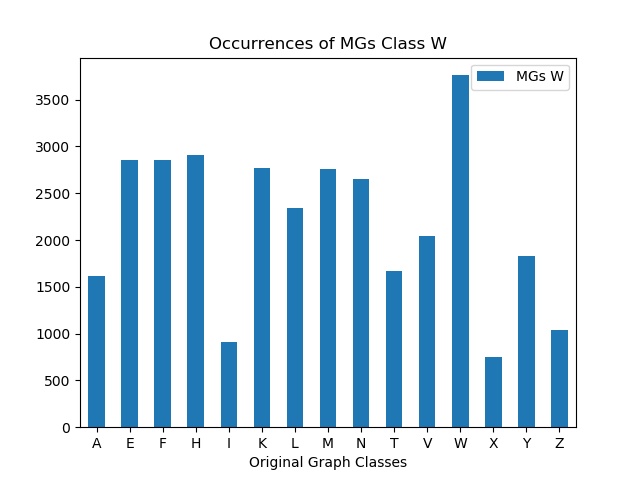 Occurrences of MGs Class W
MGs W
3500
3000
2500
2000
1500
1000
500
0
A E F H I K L M N T V W X Y Z
Original Graph Classes